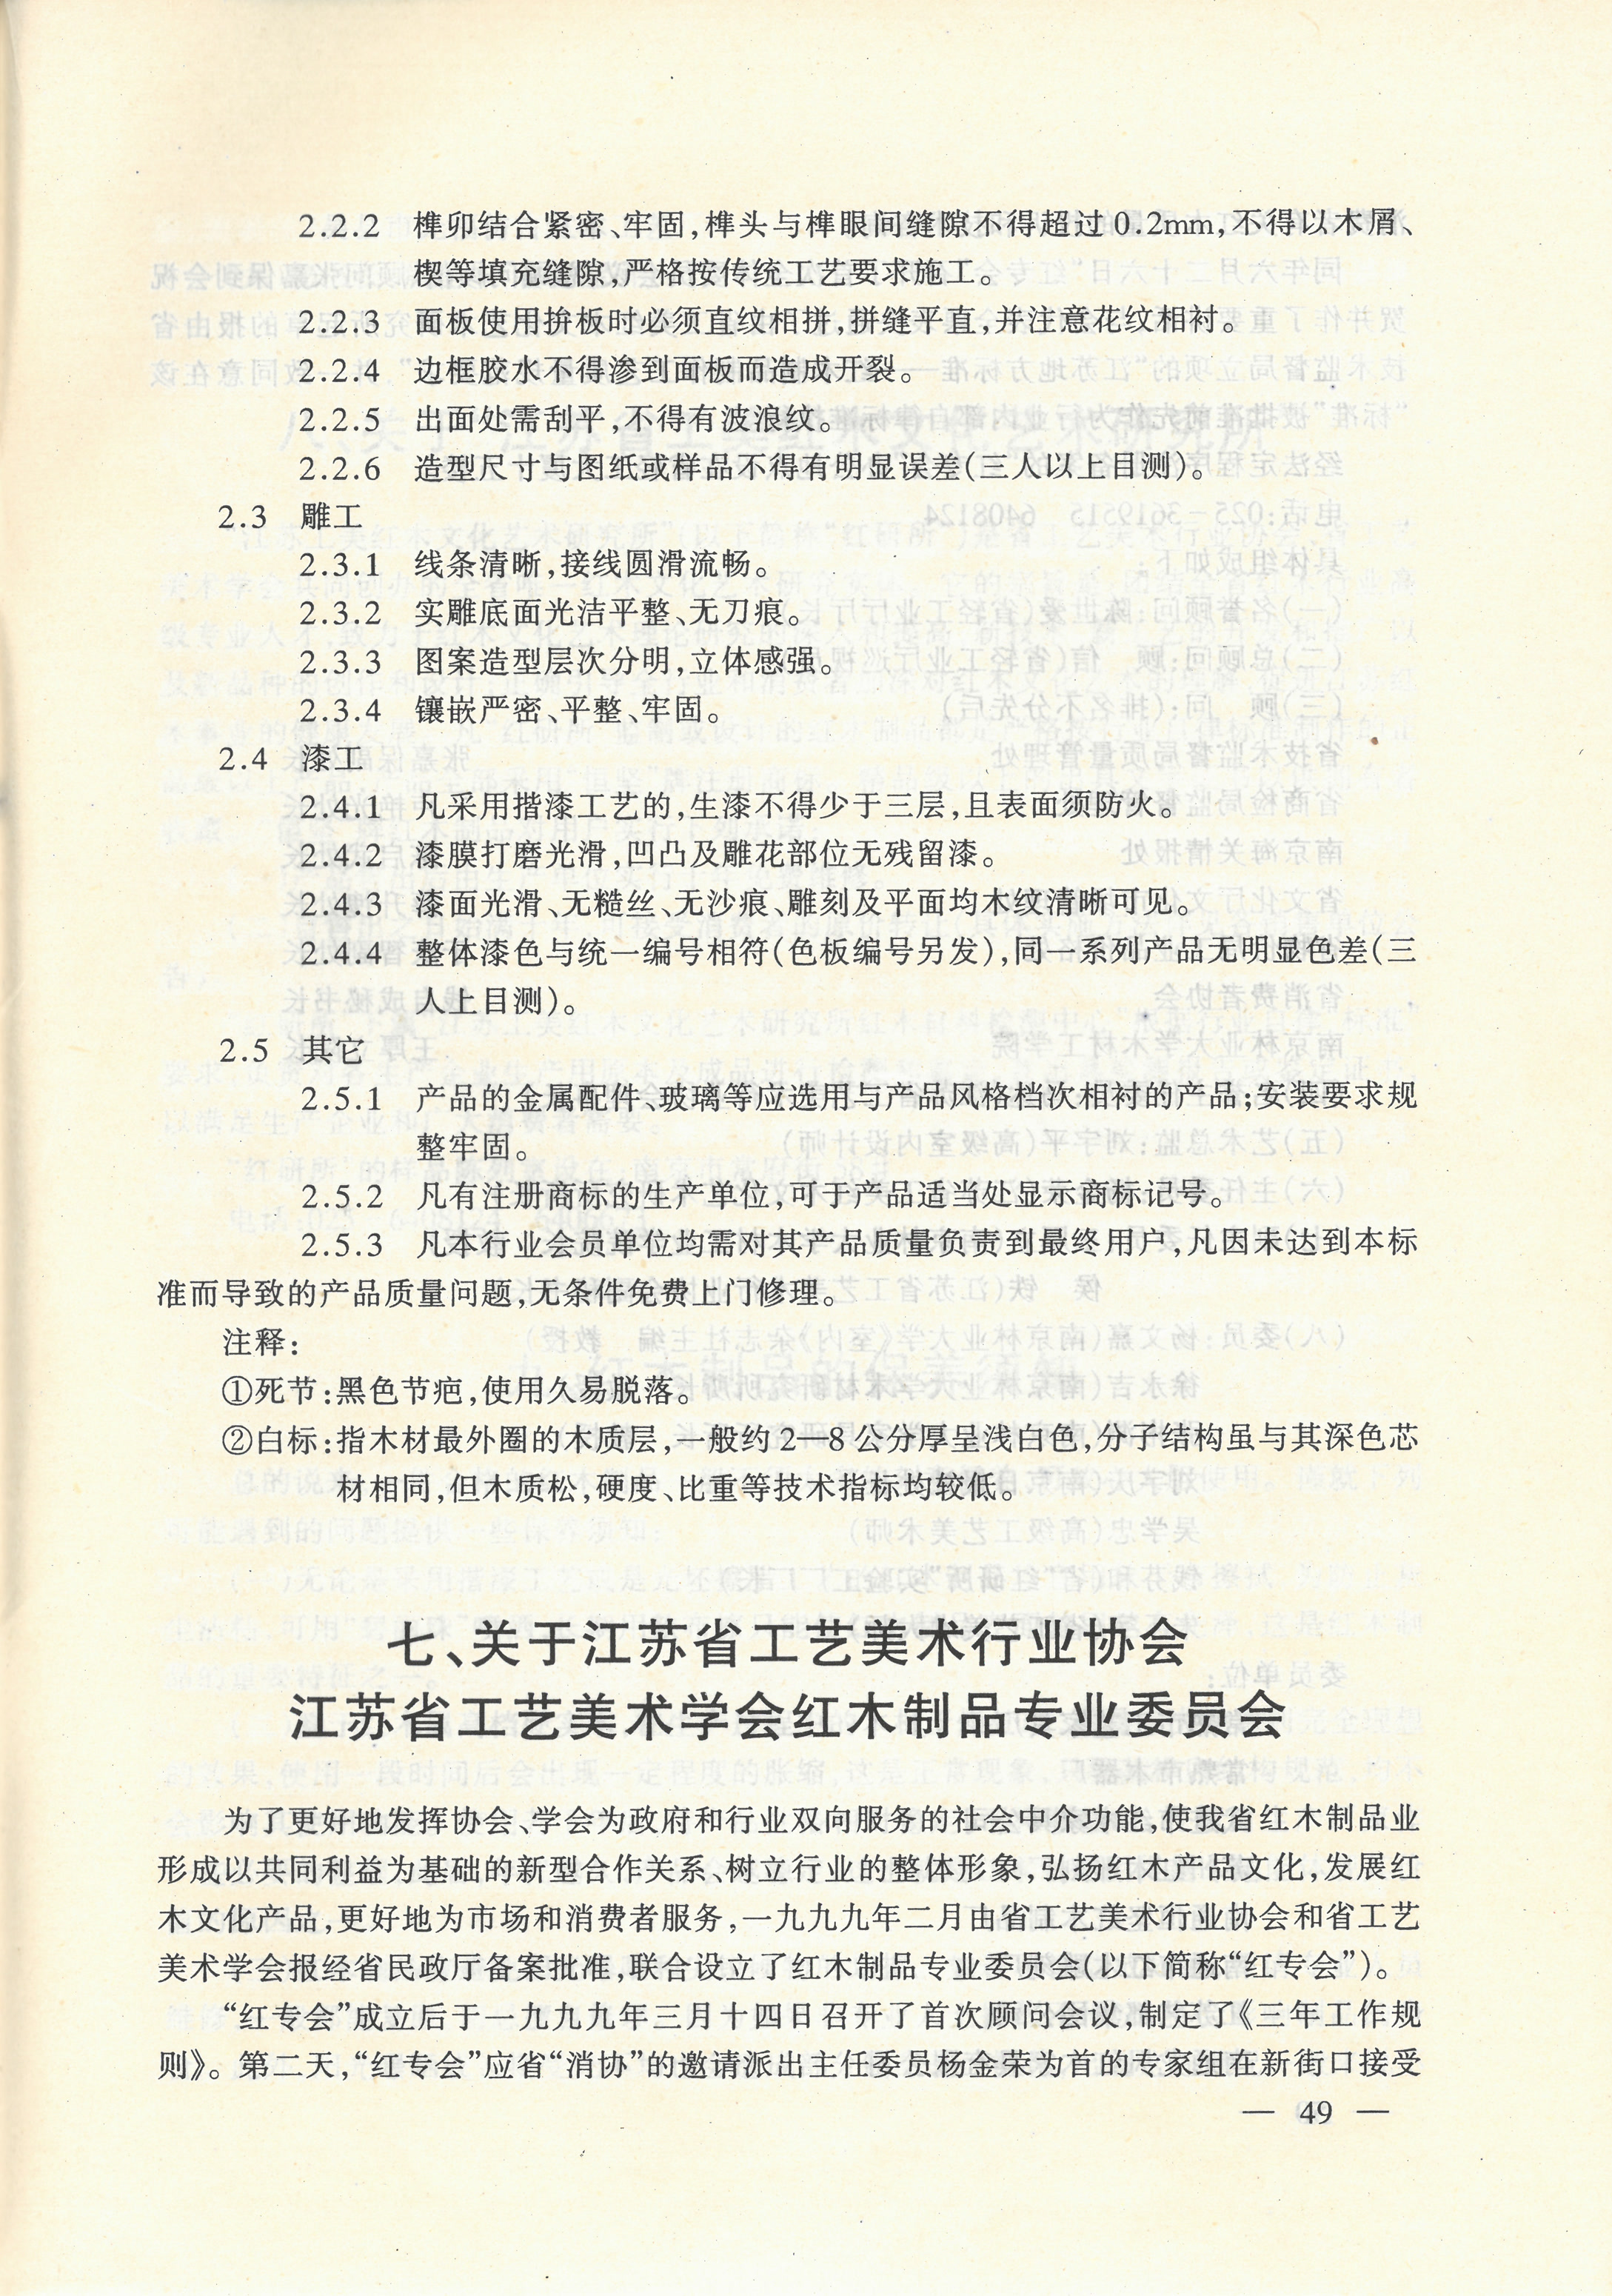 2.2.2 榫卯结合紧密、牢固,榫头与榫眼间缝隙不得超过0.2mm,不得以木屑、
楔等填充缝隙,严格按传统工艺要求施工。
2.2.3 面板使用拚板时必须直纹相拼,拼缝平直,并注意花纹相衬。
2.2.4 边框胶水不得渗到面板而造成开裂。
2.2.5 出面处需刮平,不得有波浪纹。
2.2.6 造型尺寸与图纸或样品不得有明显误差(三人以上目测)。
2.3 雕工
2.3.1 线条清晰,接线圆滑流畅。
2.3.2 实雕底面光洁平整、无刀痕。
2.3.3 图案造型层次分明,立体感强。
2.3.4 镶嵌严密、平整、牢固。
2.4 漆工
2.4.1 凡采用揩漆工艺的,生漆不得少于三层,且表面须防火。
2.4.2 漆膜打磨光滑,凹凸及雕花部位无残留漆。
2.4.3 漆面光滑、无糙丝、无沙痕、雕刻及平面均木纹清晰可见。
2.4.4 整体漆色与统一编号相符(色板编号另发),同一系列产品无明显色差(三
人上目测)。
2.5 其它
2.5.1 产品的金属配件、玻璃等应选用与产品风格档次相衬的产品;安装要求规
整牢固。
2.5.2 凡有注册商标的生产单位,可于产品适当处显示商标记号。
2.5.3 凡本行业会员单位均需对其产品质量负责到最终用户,凡因未达到本标
准而导致的产品质量问题,无条件免费上门修理。
注释:
①死节:黑色节疤,使用久易脱落。
②白标:指木材最外圈的木质层,一般约2—8公分厚呈浅白色,分子结构虽与其深色芯
材相同,但木质松,硬度、比重等技术指标均较低。
七、关于江苏省工艺美术行业协会
江苏省工艺美术学会红木制品专业委员会
为了更好地发挥协会、学会为政府和行业双向服务的社会中介功能,使我省红木制品业
形成以共同利益为基础的新型合作关系、树立行业的整体形象,弘扬红木产品文化,发展红
木文化产品,更好地为市场和消费者服务,一九九九年二月由省工艺美术行业协会和省工艺
美术学会报经省民政厅备案批准,联合设立了红木制品专业委员会(以下简称“红专会”)。
“红专会”成立后于一九九九年三月十四日召开了首次顾问会议,制定了《三年工作规
则》。第二天,“红专会”应省“消协”的邀请派出主任委员杨金荣为首的专家组在新街口接受
— 49 —